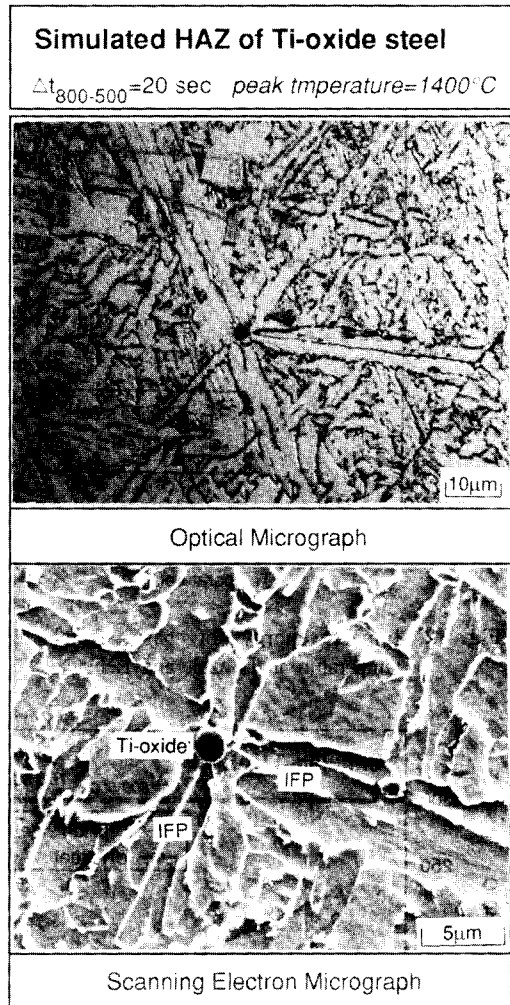 Simulated HAZ of Ti-oxide steel
△t800-500=20 sec peak tmperature=1400°C
10μm
Optical Micrograph
Ti-oxide
IFP
IFP
5μm
Scanning Electron Micrograph